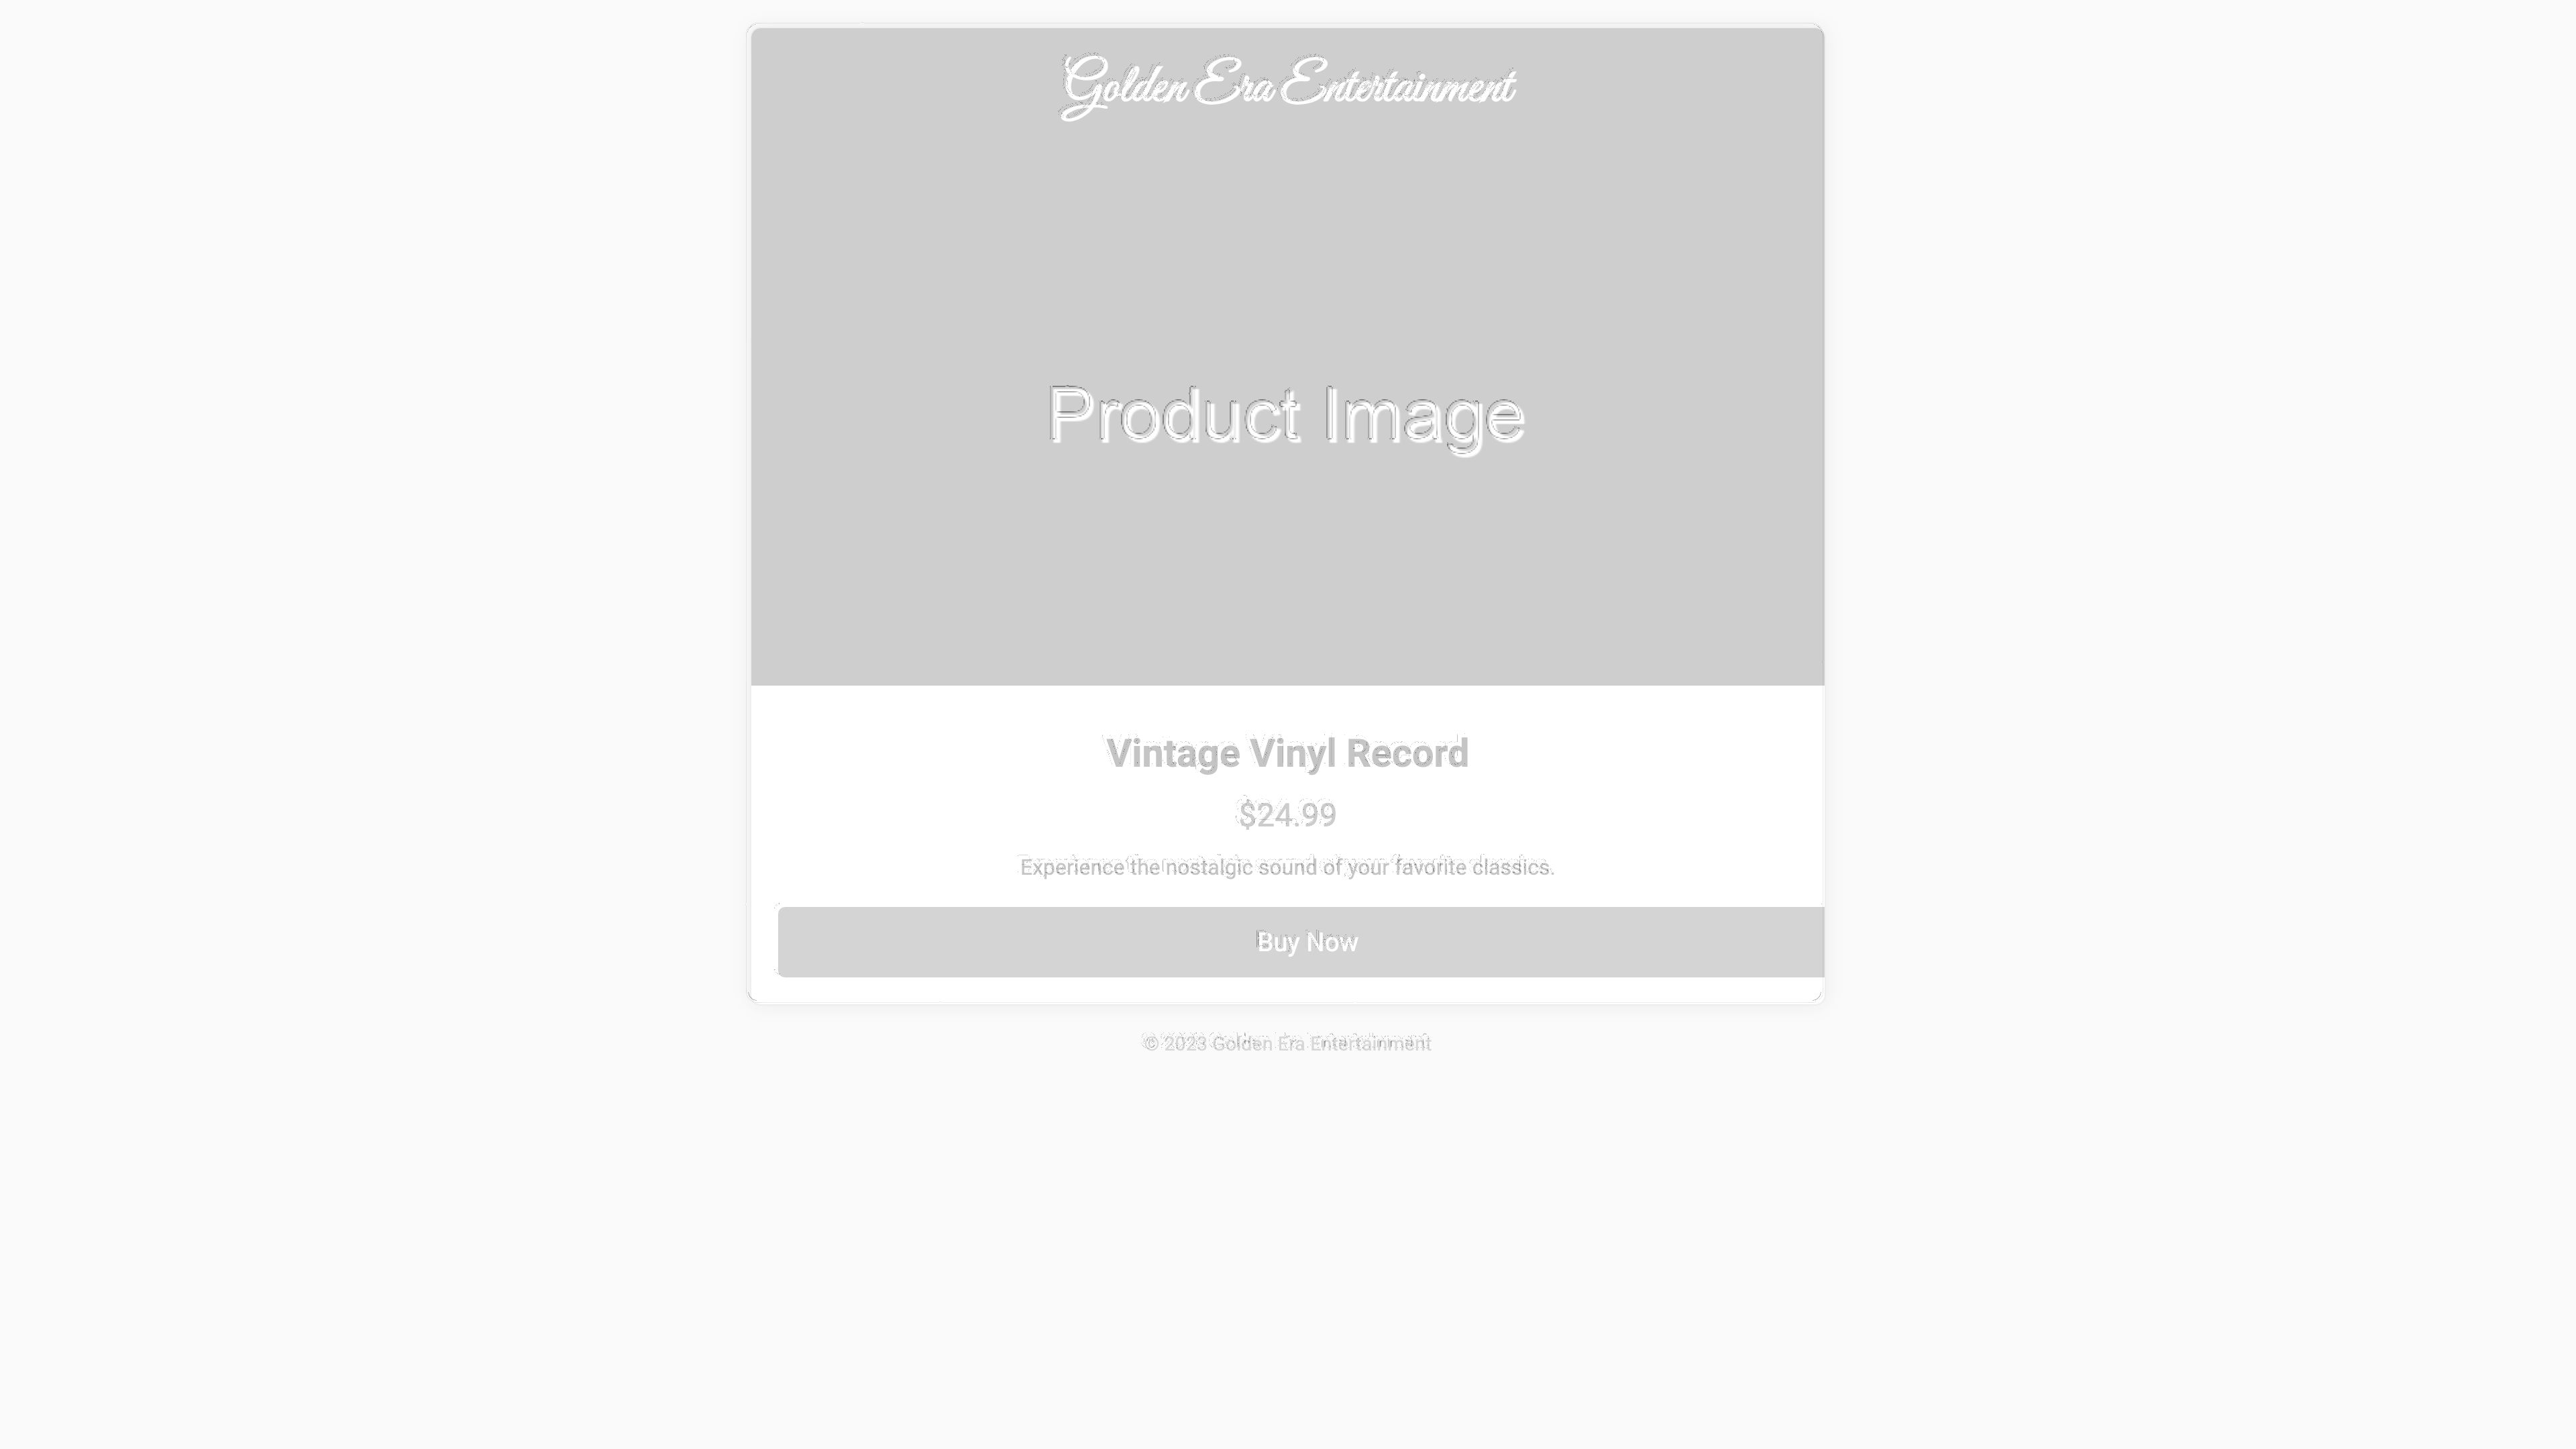 Golden Era Entertainment
Product Image
Vintage Vinyl Record
$24.99
Experience the nostalgic sound of your favorite classics.
Buy Now
© 2023 Golden Era Entertainment